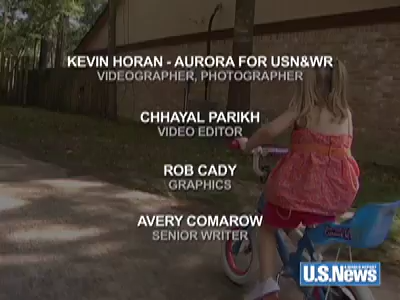 KEVIN HORAN - AURORA FOR USN&WR
VIDEOGRAPHER, PHOTOGRAPHER
CHHAYAL PARIKH
VIDEO EDITOR
ROB CADY
GRAPHICS
AVERY COMAROW
SENIOR WRITER
U.S.News